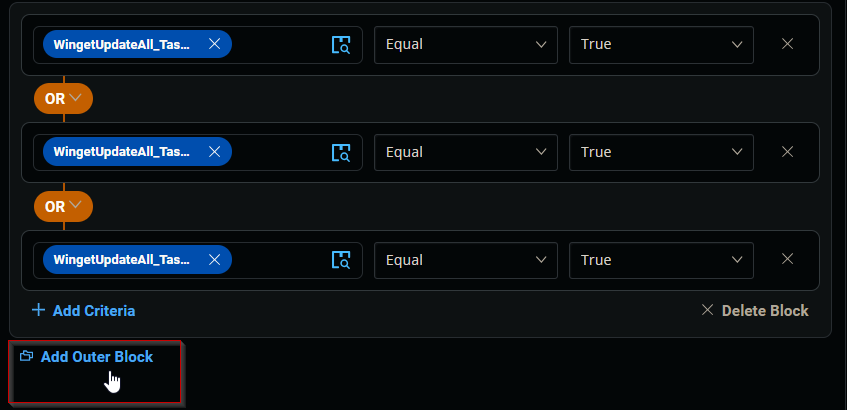 WingetUpdateAll_Tas... Equal True
OR
WingetUpdateAll_Tas... Equal True
OR
WingetUpdateAll_Tas... Equal True
Add Criteria Delete Block
Add Outer Block